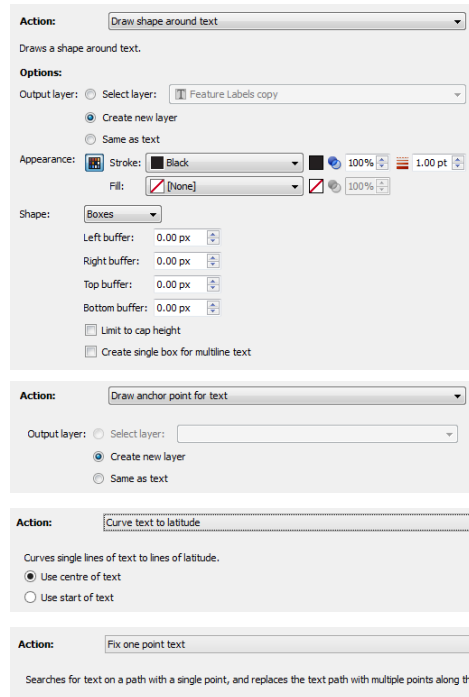 Action: Draw shape around text
Draws a shape around text.
Options:
Output layer: Select layer: T Feature Labels copy
Create new layer
Same as text
Appearance: Stroke: Black 100% 1.00 pt
Fill: [None] 100%
Shape: Boxes
Left buffer: 0.00 px
Right buffer: 0.00 px
Top buffer: 0.00 px
Bottom buffer: 0.00 px
Limit to cap height
Create single box for multiline text
Action: Draw anchor point for text
Output layer: Select layer:
Create new layer
Same as text
Action: Curve text to latitude
Curves single lines of text to lines of latitude.
Use centre of text
Use start of text
Action: Fix one point text
Searches for text on a path with a single point, and replaces the text path with multiple points along th